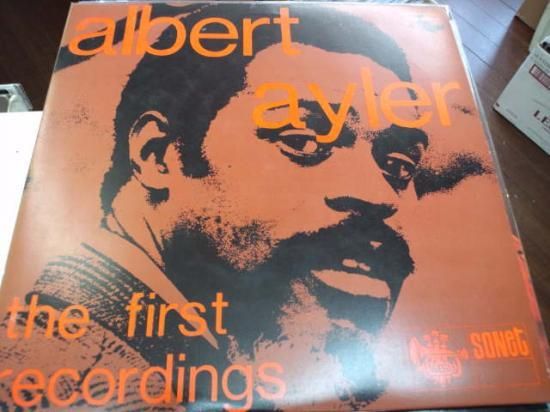 albert
ayler
the first
recordings
sonet